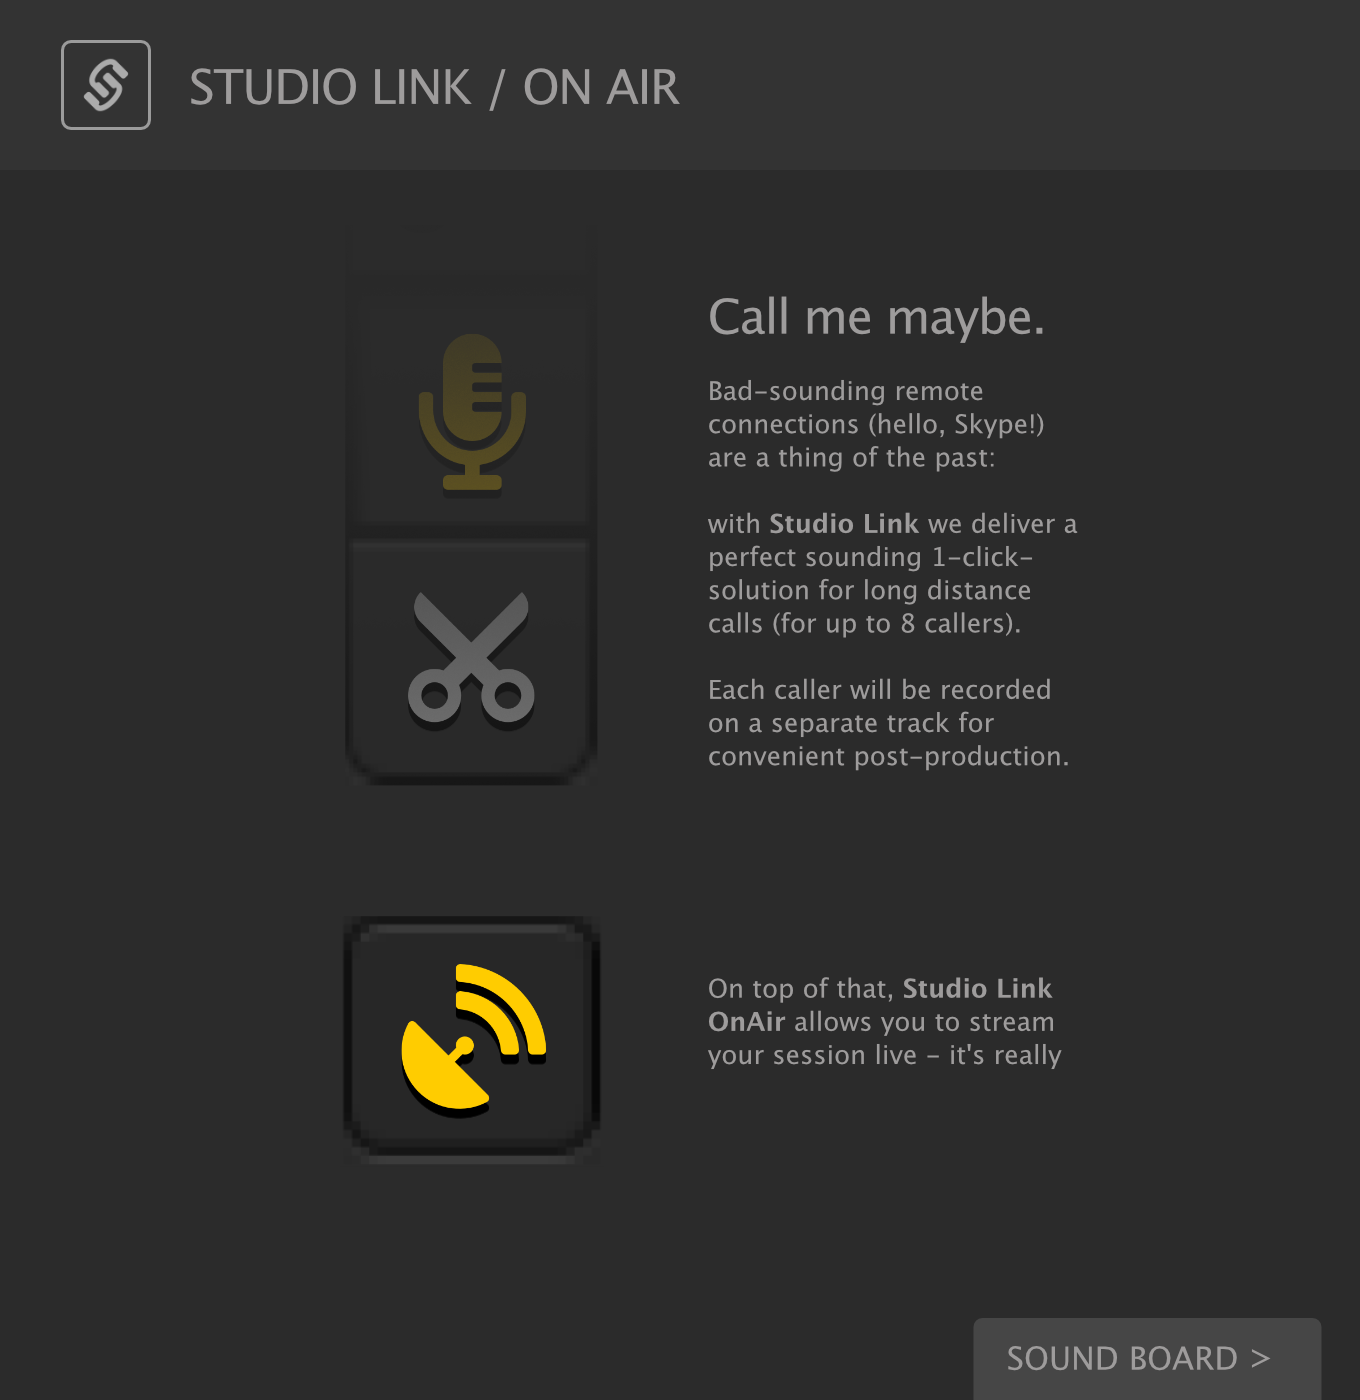 STUDIO LINK / ON AIR
Call me maybe.
Bad-sounding remote
connections (hello, Skype!)
are a thing of the past:
with Studio Link we deliver a
perfect sounding 1-click-
solution for long distance
calls (for up to 8 callers).
Each caller will be recorded
on a separate track for
convenient post-production.
On top of that, Studio Link
OnAir allows you to stream
your session live - it's really
SOUND BOARD >